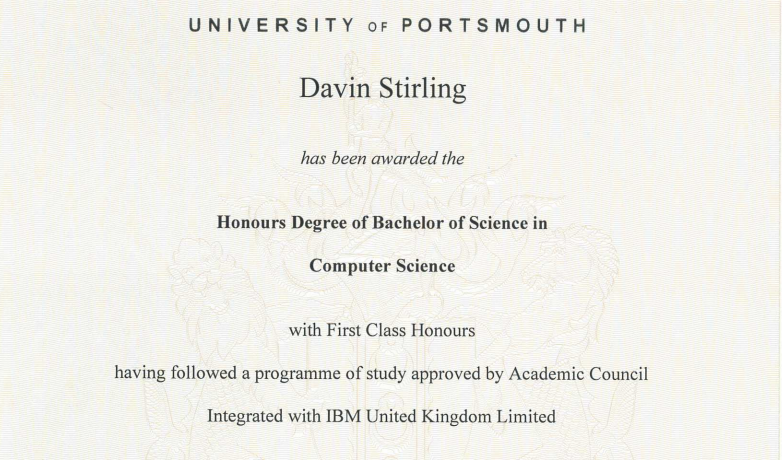 UNIVERSITY OF PORTSMOUTH
Davin Stirling
has been awarded the
Honours Degree of Bachelor of Science in
Computer Science
with First Class Honours
having followed a programme of study approved by Academic Council
Integrated with IBM United Kingdom Limited